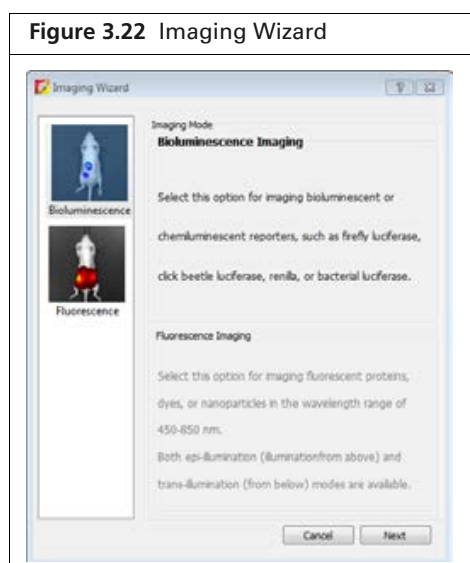 Figure 3.22 Imaging Wizard
Imaging Wizard
Bioluminescence
Fluorescence
Imaging Mode
Bioluminescence Imaging
Select this option for imaging bioluminescent or
chemiluminescent reporters, such as firefly luciferase,
click beetle luciferase, renilla, or bacterial luciferase.
Fluorescence Imaging
Select this option for imaging fluorescent proteins,
dyes, or nanoparticles in the wavelength range of
450-850 nm.
Both epi-illumination (illuminationfrom above) and
trans-illumination (from below) modes are available.
Cancel
Next